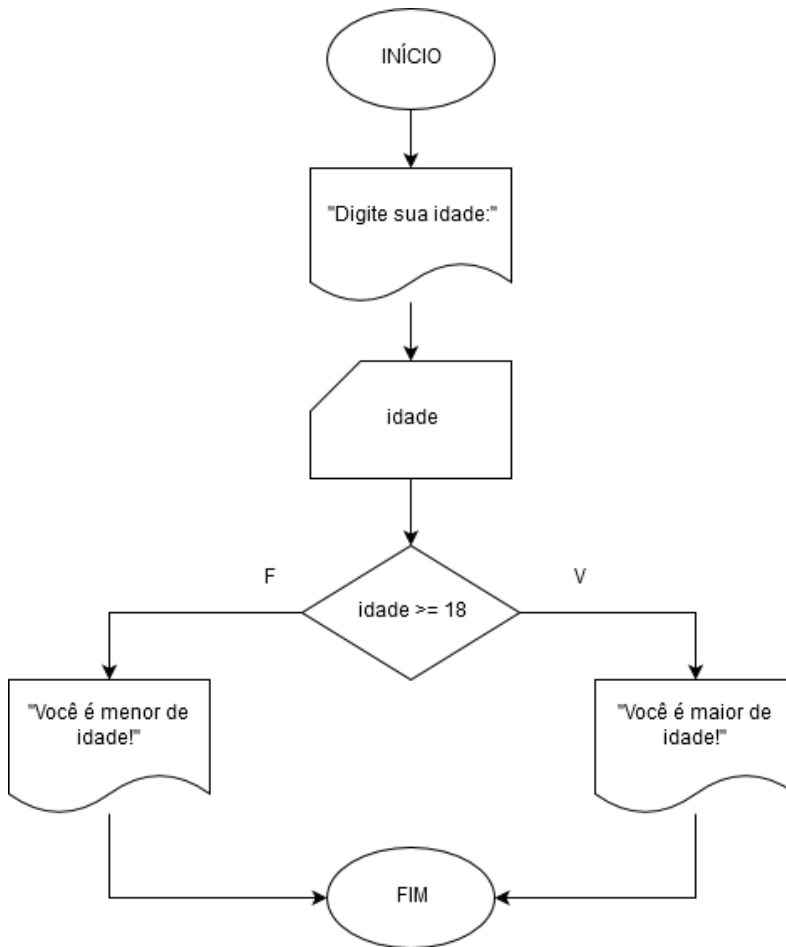 INÍCIO
"Digite sua idade:"
idade
F
V
idade >= 18
"Você é menor de
idade!"
"Você é maior de
idade!"
FIM